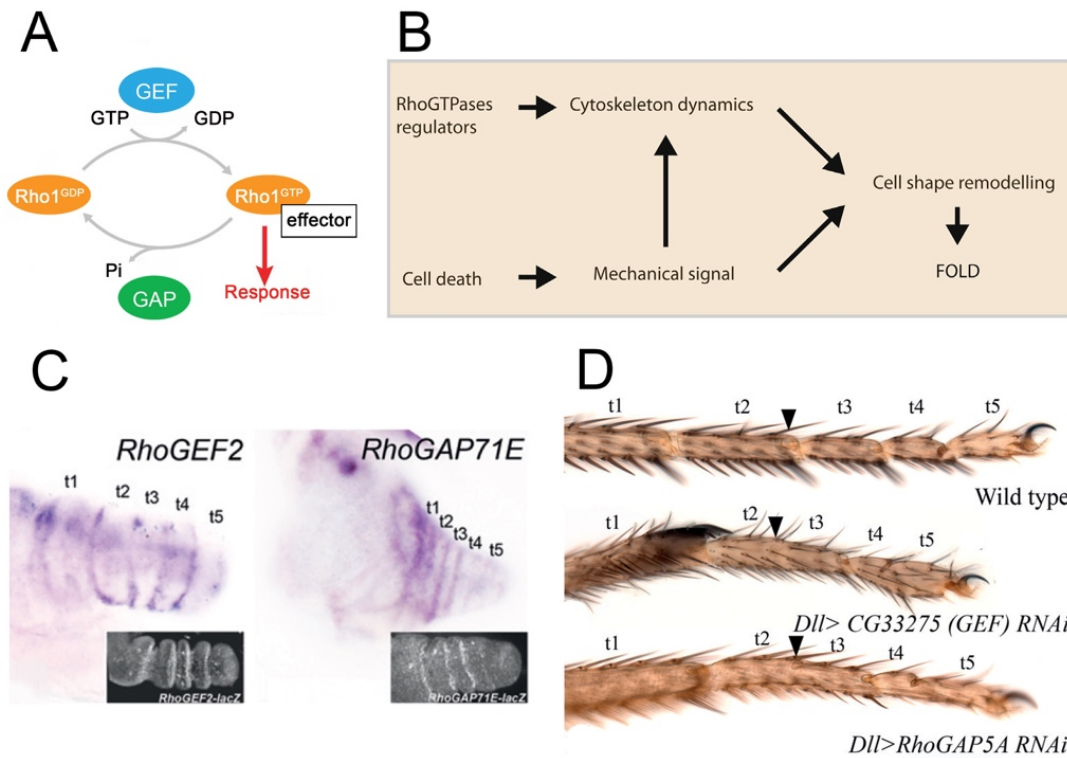 A
GEF
GTP
GDP
Rho1GDP
Rho1GTP
effector
Pi
GAP
Response
B
RhoGTPases
regulators
Cytoskeleton dynamics
Cell shape remodelling
Cell death
Mechanical signal
FOLD
C
RhoGEF2
t1
t2
t3
t4
t5
RhoGEF2-lacZ
RhoGAP71E
t1
t2
t3
t4
t5
RhoGAP71E-lacZ
D
t1 t2 t3 t4 t5
Wild type
t1 t2 t3 t4 t5
Dll> CG33275 (GEF) RNAi
t1 t2 t3 t4 t5
Dll>RhoGAP5A RNAi